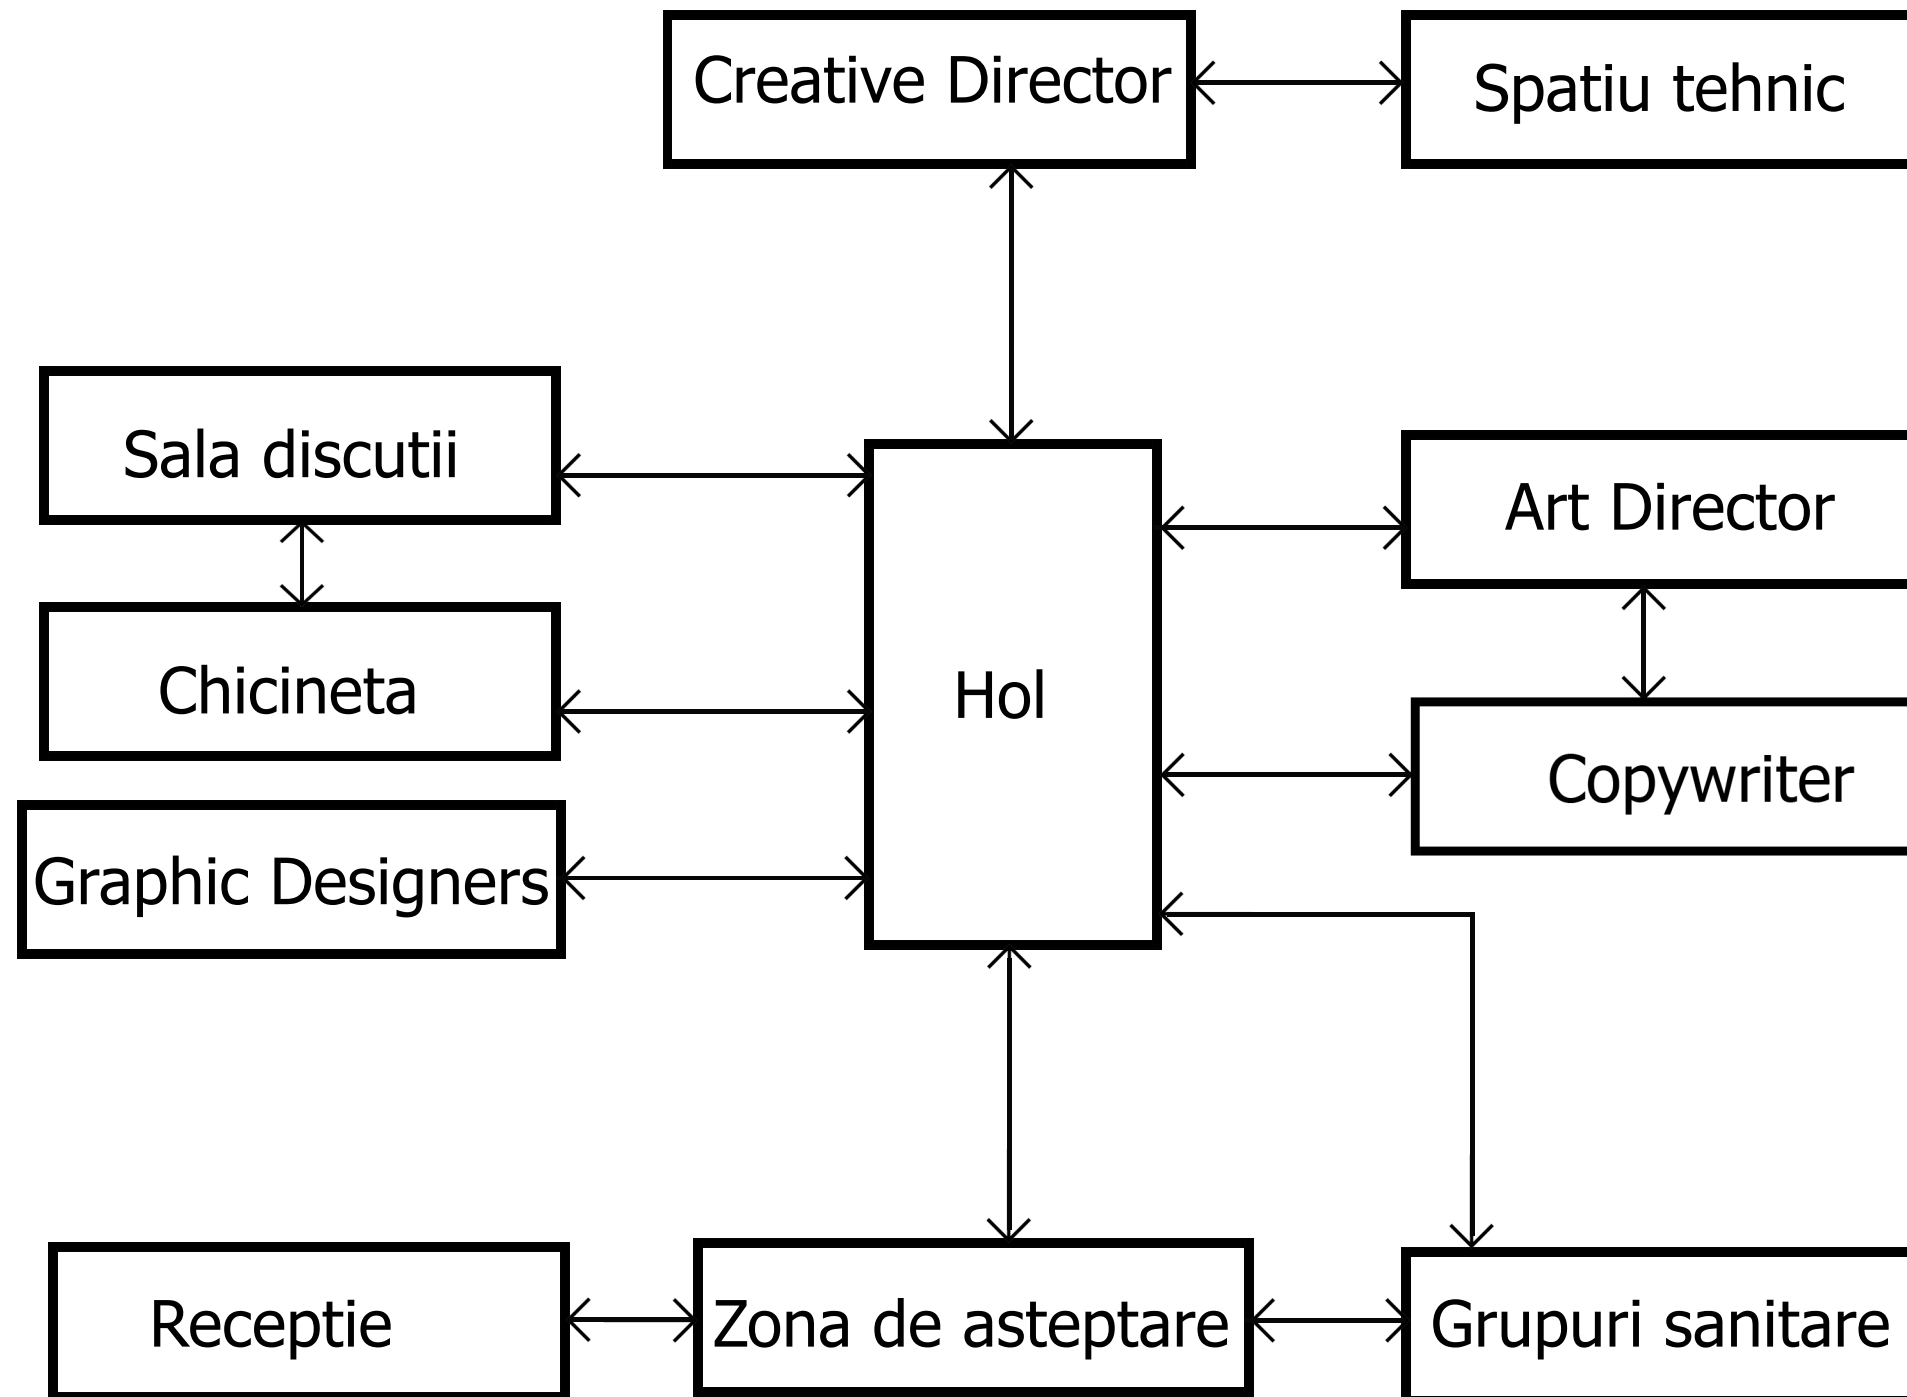 Creative Director
Spatiu tehnic
Sala discutii
Art Director
Chicineta
Hol
Copywriter
Graphic Designers
Receptie
Zona de asteptare
Grupuri sanitare